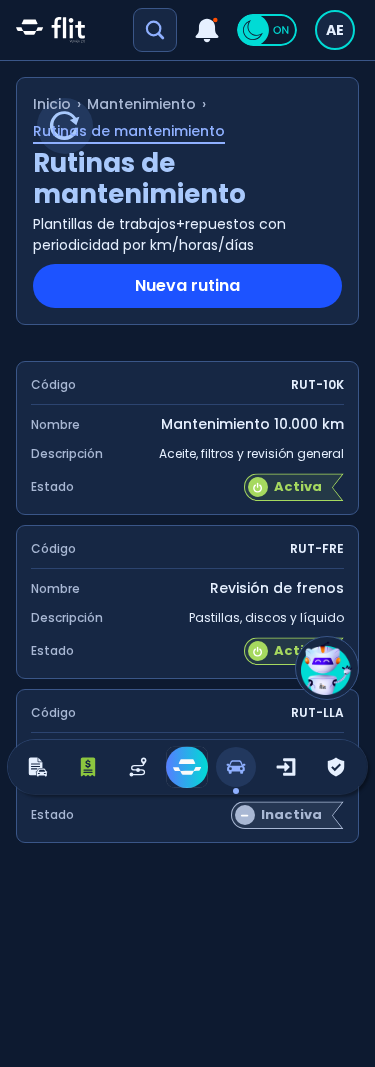 flit
ON
AE
Inicio › Mantenimiento ›
Rutinas de mantenimiento
Rutinas de
mantenimiento
Plantillas de trabajos+repuestos con
periodicidad por km/horas/días
Nueva rutina
Código RUT-10K
Nombre Mantenimiento 10.000 km
Descripción Aceite, filtros y revisión general
Estado Activa
Código RUT-FRE
Nombre Revisión de frenos
Descripción Pastillas, discos y líquido
Estado
Código RUT-LLA
Estado Inactiva